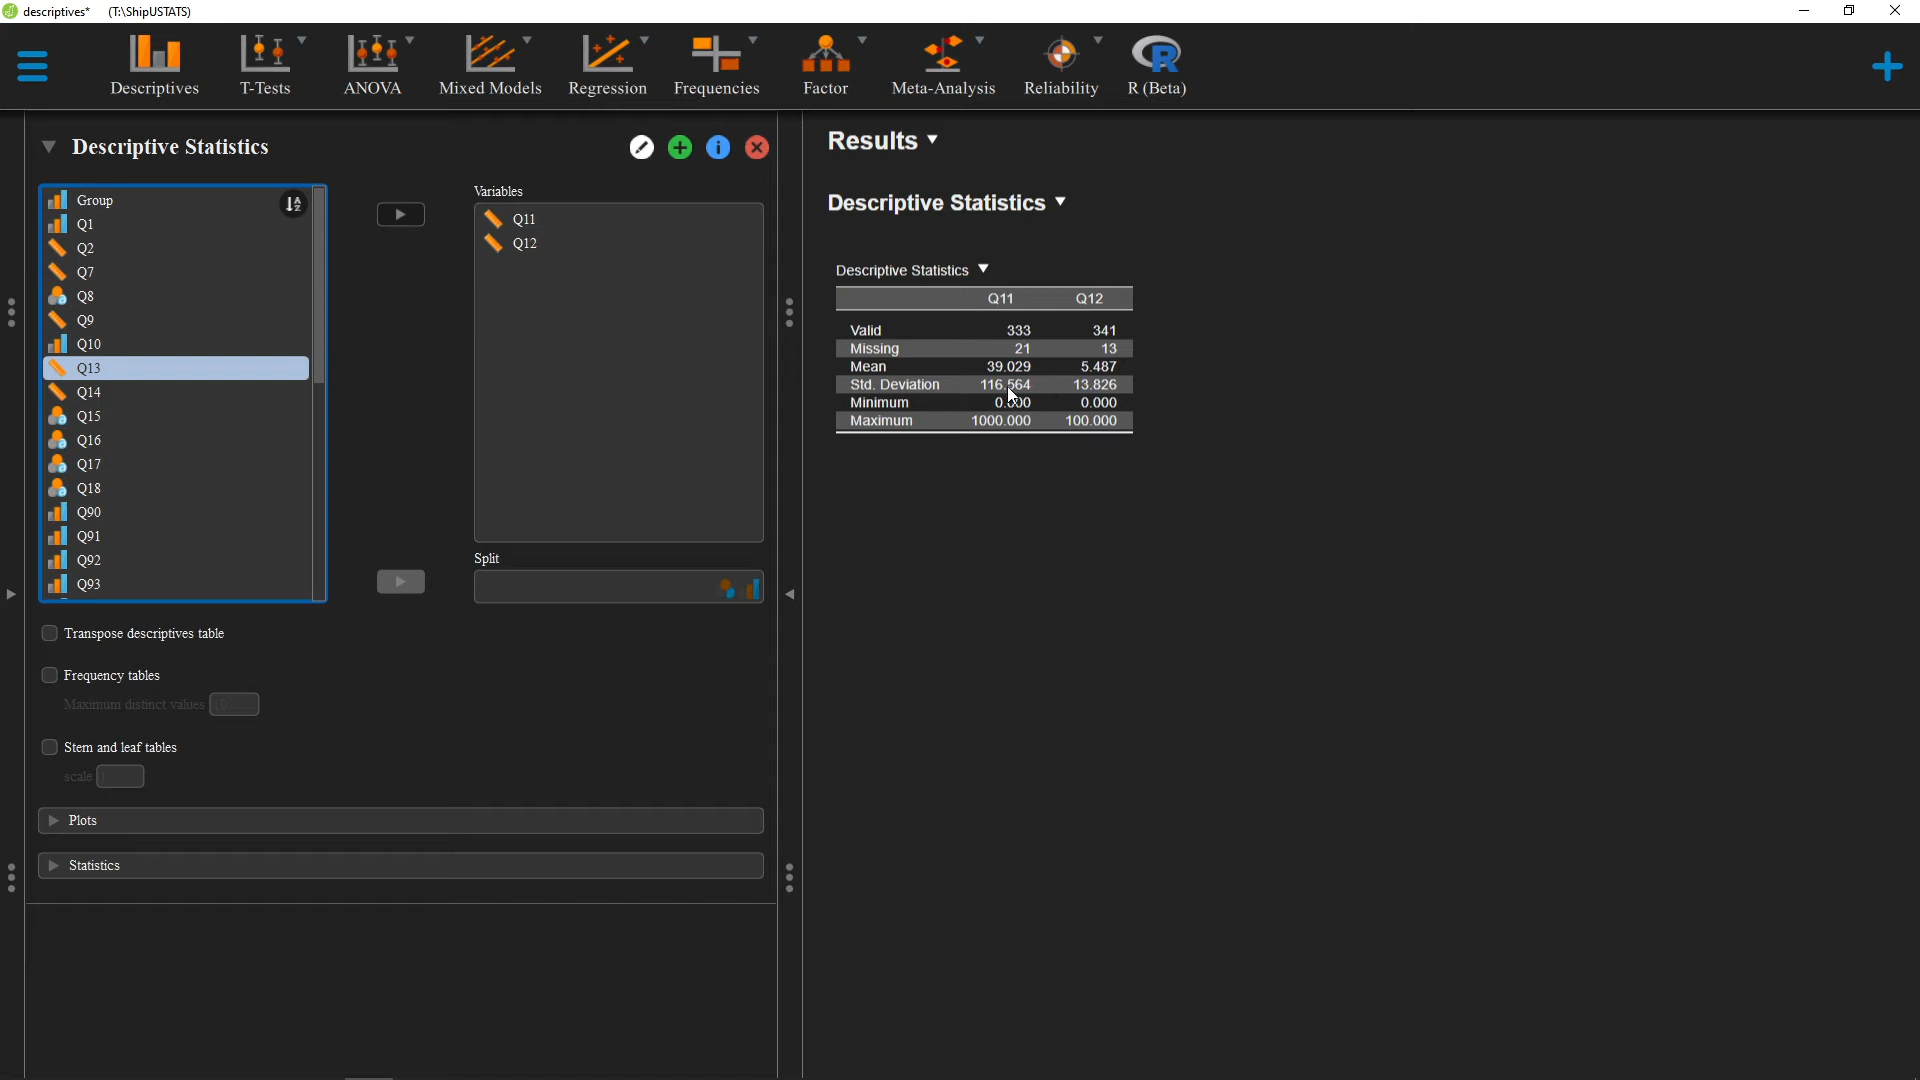 descriptives* (T:\ShipUSTATS)
Descriptives
T-Tests
ANOVA
Mixed Models
Regression
Frequencies
Factor
Meta-Analysis
Reliability
R (Beta)
Descriptive Statistics
Group
Q1
Q2
Q7
Q8
Q9
Q10
Q13
Q14
Q15
Q16
Q17
Q18
Q90
Q91
Q92
Q93
Variables
Q11
Q12
Split
Transpose descriptives table
Frequency tables
Maximum distinct values 10
Stem and leaf tables
scale 1
Plots
Statistics
Results
Descriptive Statistics
Descriptive Statistics
Q11 Q12
Valid 333 341
Missing 21 13
Mean 39.029 5.487
Std. Deviation 116.564 13.826
Minimum 0.000 0.000
Maximum 1000.000 100.000